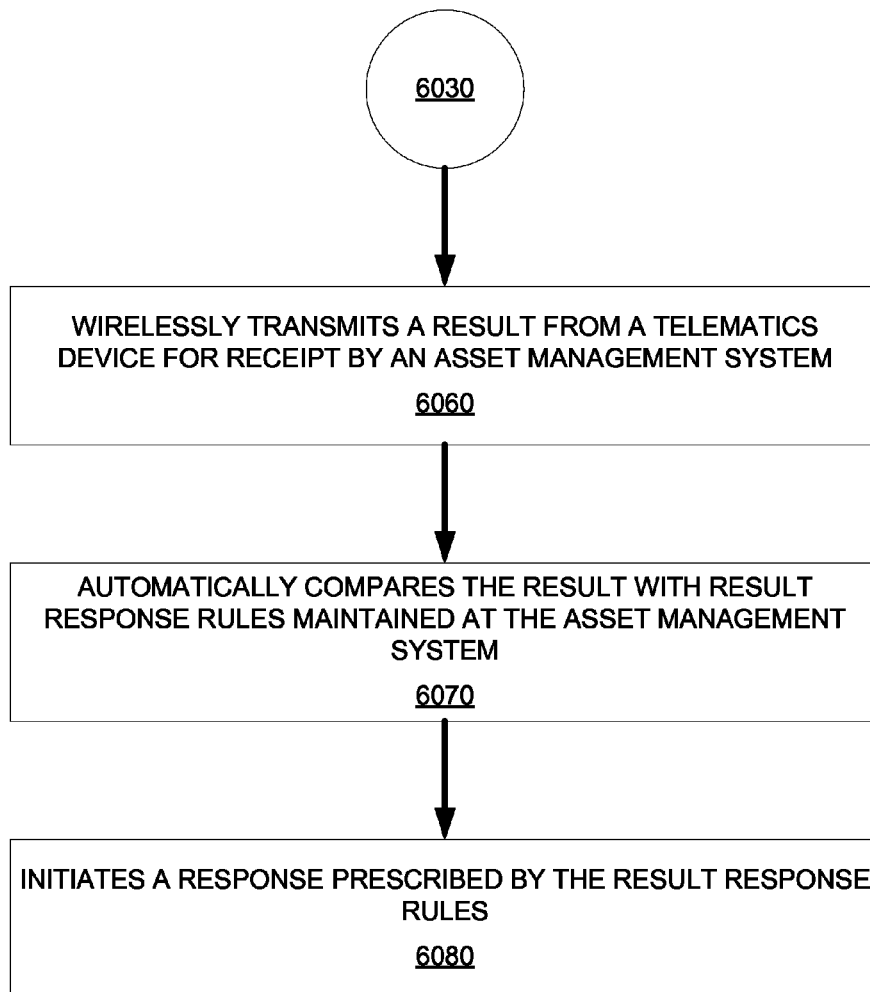 6030
WIRELESSLY TRANSMITS A RESULT FROM A TELEMATICS
DEVICE FOR RECEIPT BY AN ASSET MANAGEMENT SYSTEM
6060
AUTOMATICALLY COMPARES THE RESULT WITH RESULT
RESPONSE RULES MAINTAINED AT THE ASSET MANAGEMENT
SYSTEM
6070
INITIATES A RESPONSE PRESCRIBED BY THE RESULT RESPONSE
RULES
6080